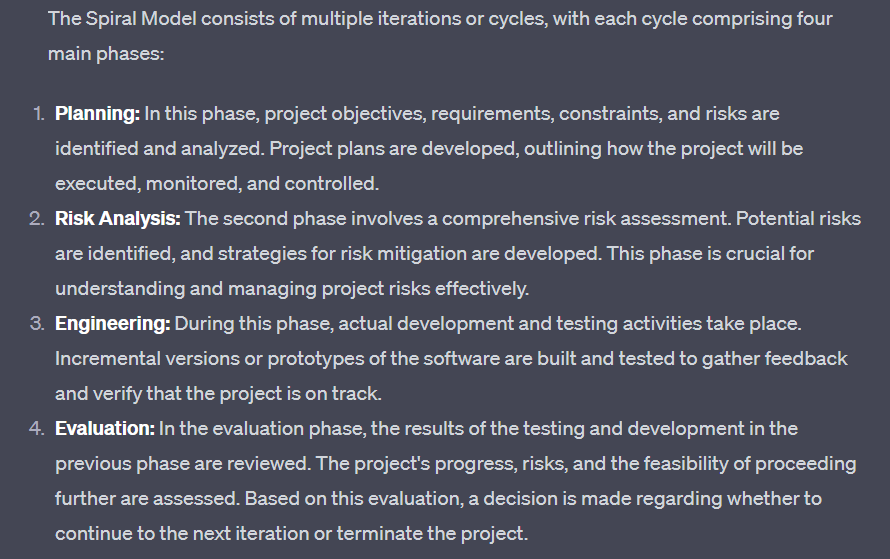 The Spiral Model consists of multiple iterations or cycles, with each cycle comprising four
main phases:
1. Planning: In this phase, project objectives, requirements, constraints, and risks are
identified and analyzed. Project plans are developed, outlining how the project will be
executed, monitored, and controlled.
2. Risk Analysis: The second phase involves a comprehensive risk assessment. Potential risks
are identified, and strategies for risk mitigation are developed. This phase is crucial for
understanding and managing project risks effectively.
3. Engineering: During this phase, actual development and testing activities take place.
Incremental versions or prototypes of the software are built and tested to gather feedback
and verify that the project is on track.
4. Evaluation: In the evaluation phase, the results of the testing and development in the
previous phase are reviewed. The project's progress, risks, and the feasibility of proceeding
further are assessed. Based on this evaluation, a decision is made regarding whether to
continue to the next iteration or terminate the project.